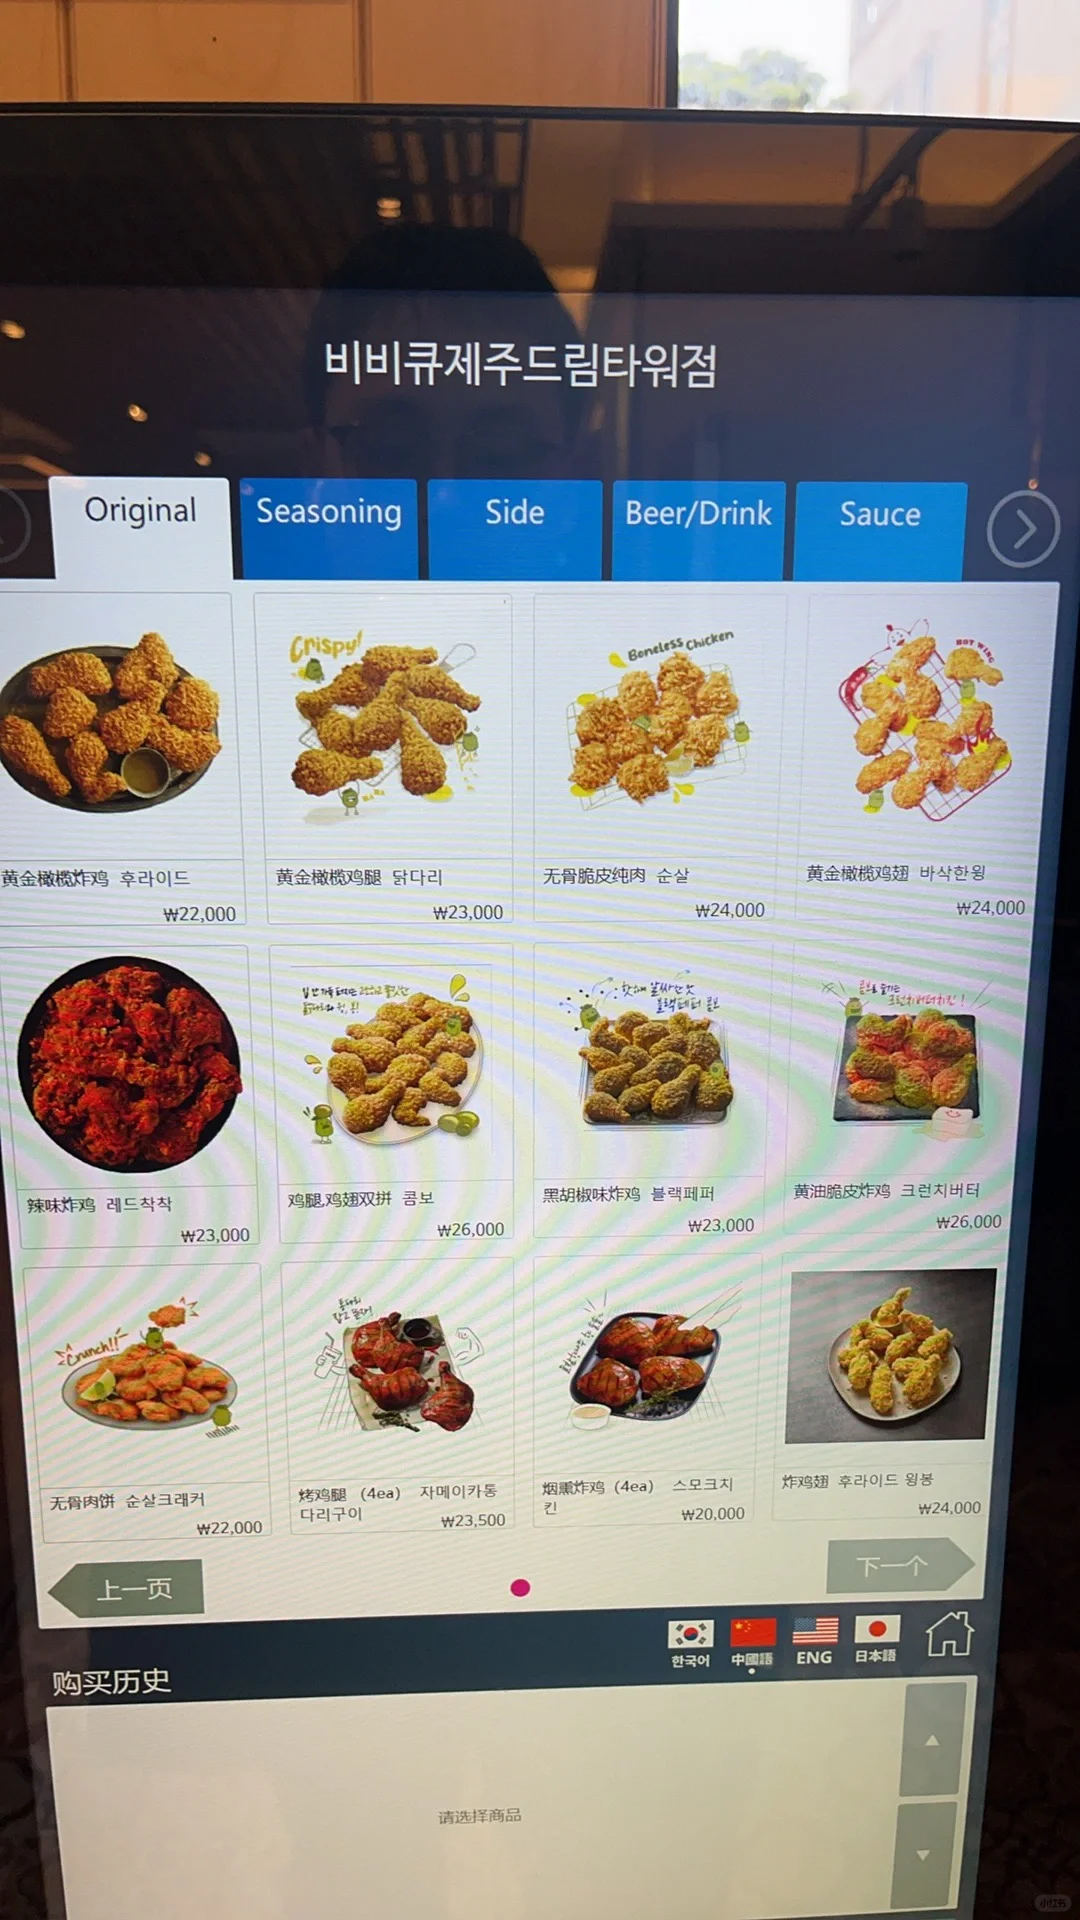 비비큐제주드림타워점
Original
Seasoning
Side
Beer/Drink
Sauce
Crispy!
Boneless Chicken
HOT WING
黄金橄榄炸鸡 후라이드
₩22,000
黄金橄榄鸡腿 닭다리
₩23,000
无骨脆皮纯肉 순살
₩24,000
黄金橄榄鸡翅 바삭한윙
₩24,000
辣味炸鸡 레드착착
₩23,000
鸡腿,鸡翅双拼 콤보
₩26,000
黑胡椒味炸鸡 블랙페퍼
₩23,000
黄油脆皮炸鸡 크런치버터
₩26,000
Crunch!!
无骨肉饼 순살크래커
₩22,000
烤鸡腿 (4ea) 자메이카통
다리구이
₩23,500
烟熏炸鸡 (4ea) 스모크치
킨
₩20,000
炸鸡翅 후라이드 윙봉
₩24,000
上一页
下一个
한국어
中國語
ENG
日本語
购买历史
请选择商品